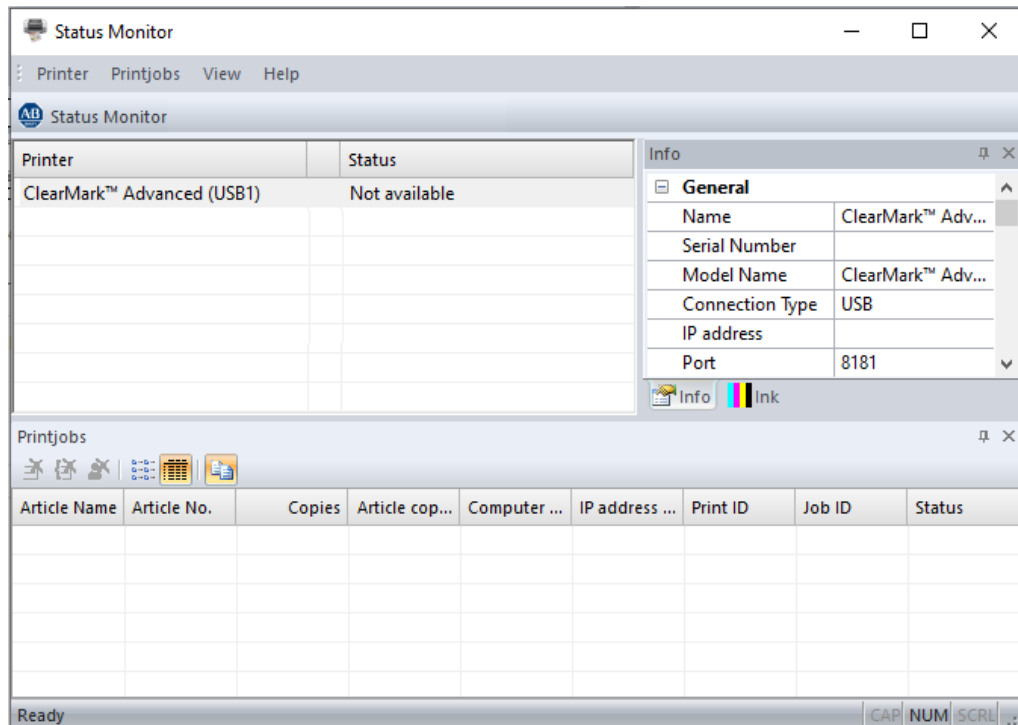 Status Monitor
Printer Printjobs View Help
AB Status Monitor
Printer Status
ClearMark™ Advanced (USB1) Not available
Info
General
Name ClearMark™ Adv...
Serial Number
Model Name ClearMark™ Adv...
Connection Type USB
IP address
Port 8181
Info Ink
Printjobs
Article Name Article No. Copies Article cop... Computer ... IP address ... Print ID Job ID Status
Ready CAP NUM SCRL